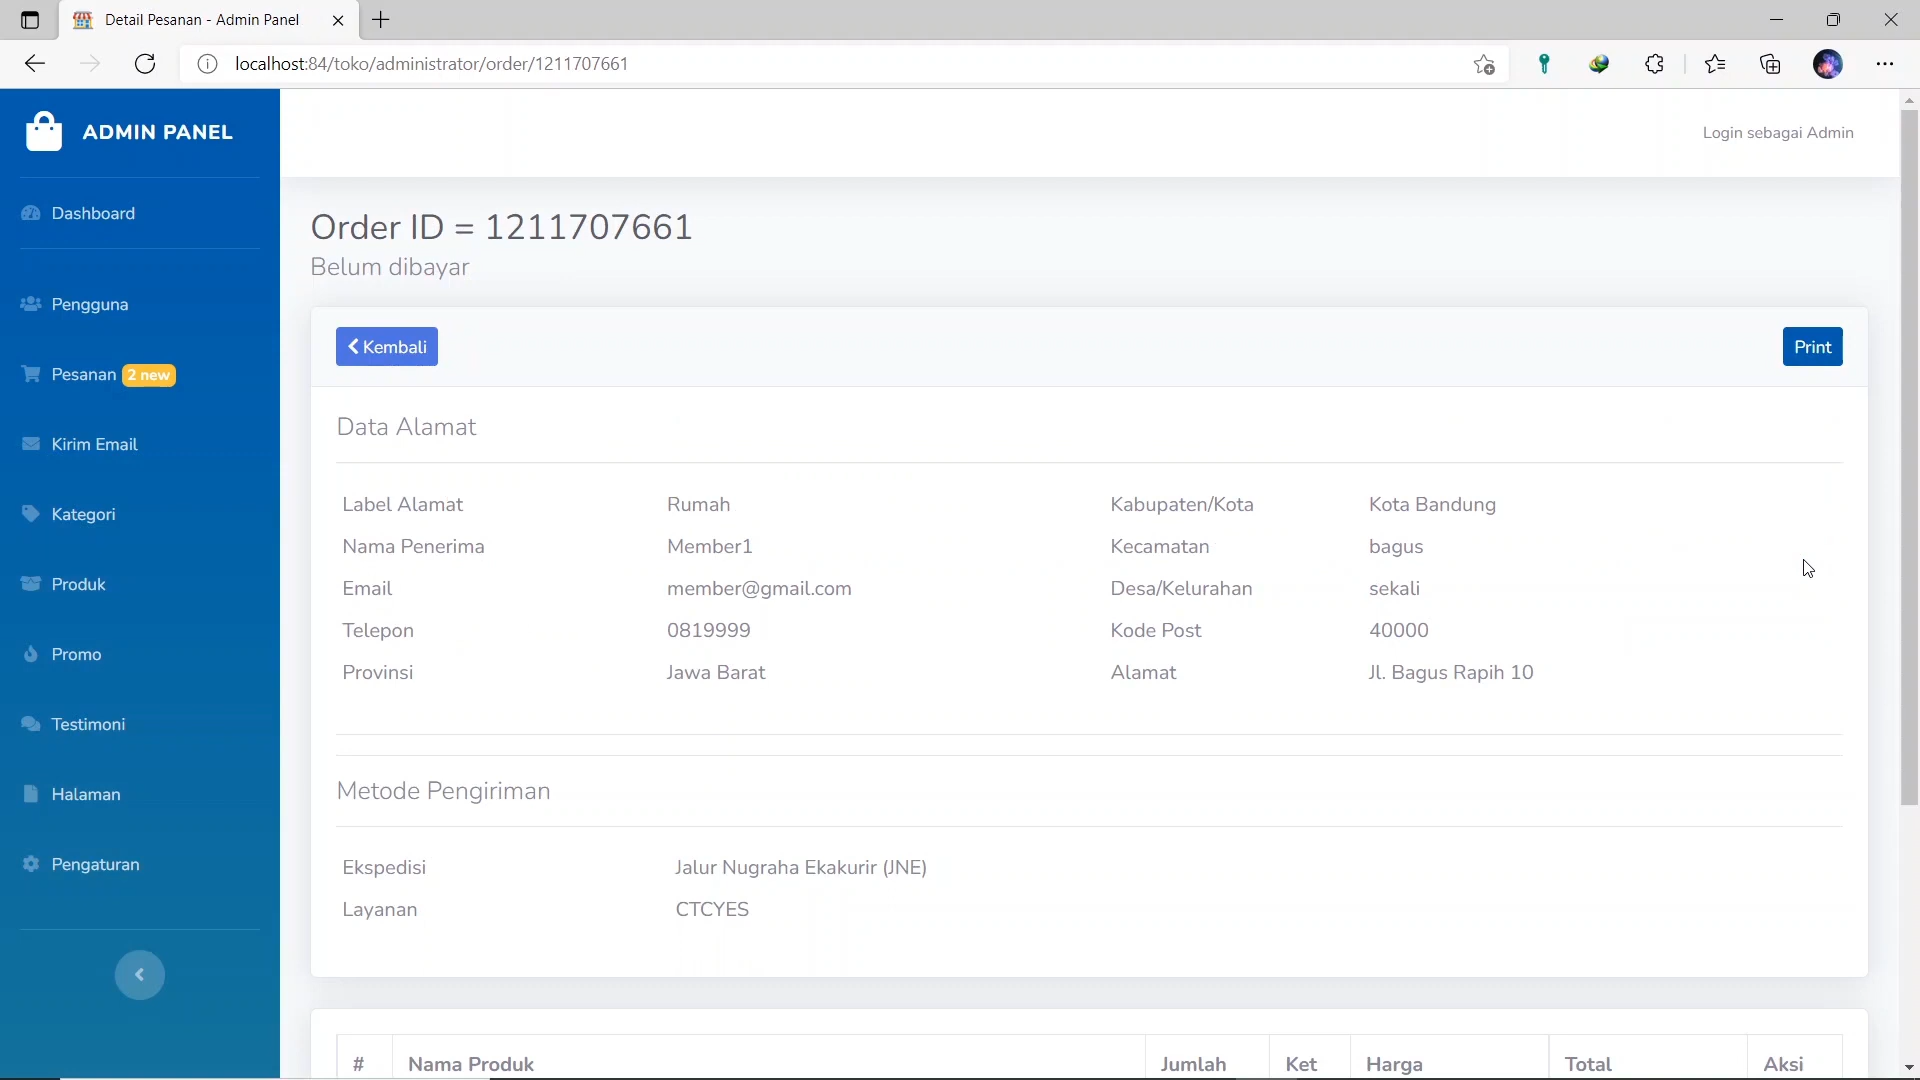 Detail Pesanan - Admin Panel
localhost:84/toko/administrator/order/1211707661
ADMIN PANEL
Login sebagai Admin
Dashboard
Pengguna
Pesanan 2 new
Kirim Email
Kategori
Produk
Promo
Testimoni
Halaman
Pengaturan
Order ID = 1211707661
Belum dibayar
Kembali
Print
Data Alamat
Label Alamat Rumah Kabupaten/Kota Kota Bandung
Nama Penerima Member1 Kecamatan bagus
Email member@gmail.com Desa/Kelurahan sekali
Telepon 0819999 Kode Post 40000
Provinsi Jawa Barat Alamat Jl. Bagus Rapih 10
Metode Pengiriman
Ekspedisi Jalur Nugraha Ekakurir (JNE)
Layanan CTCYES
# Nama Produk Jumlah Ket Harga Total Aksi